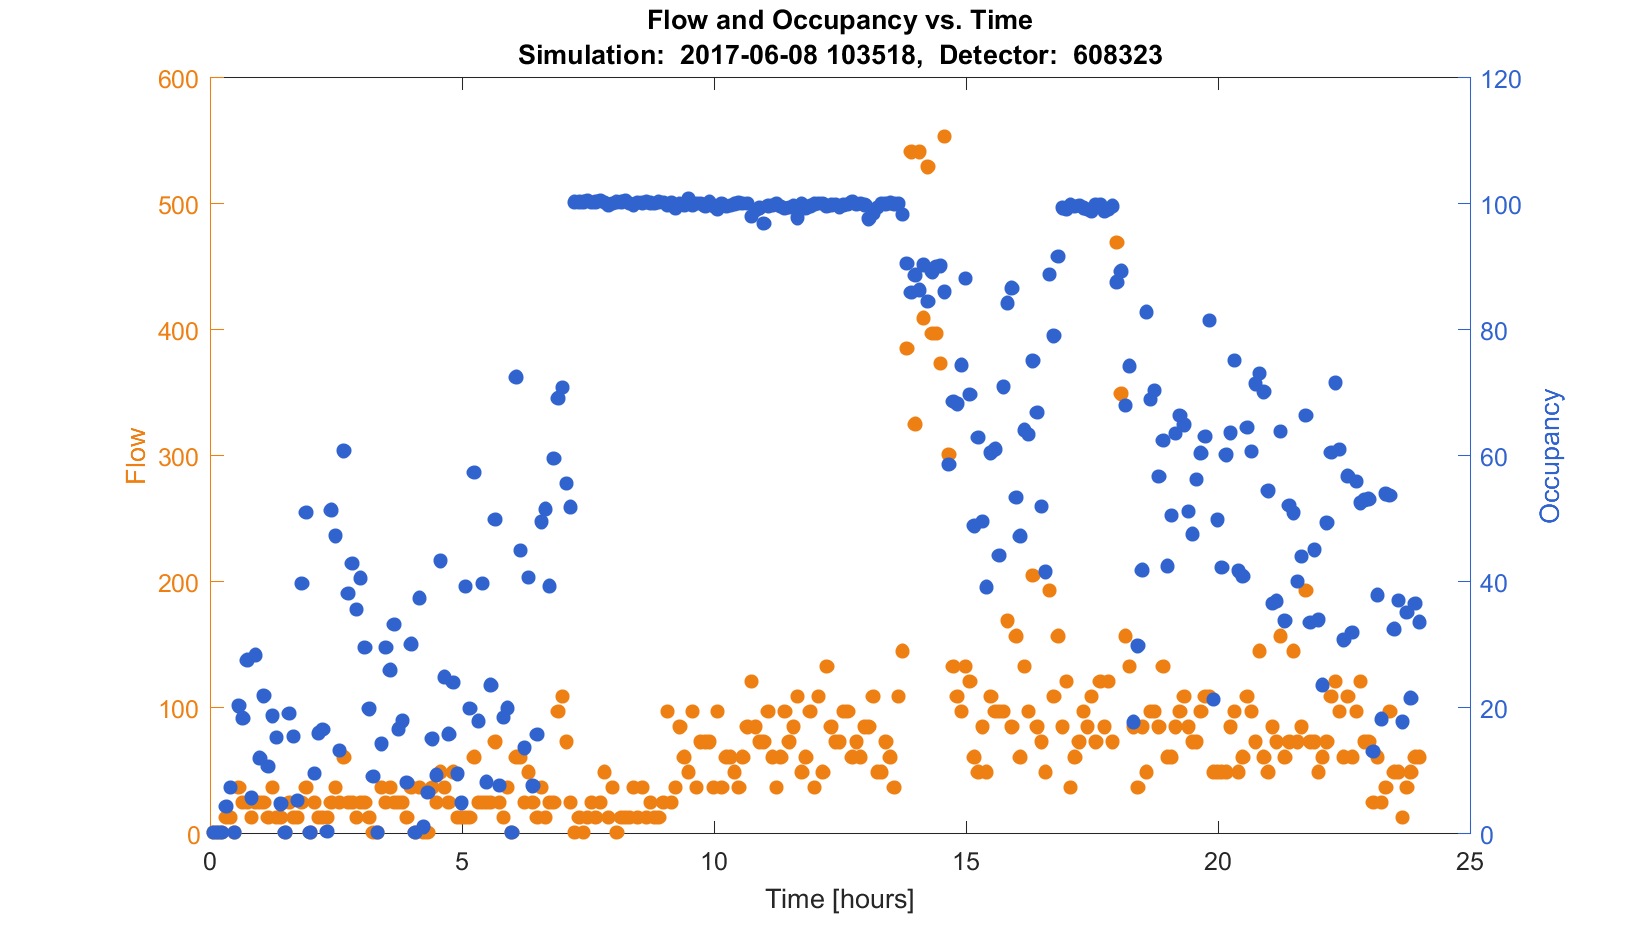 Flow and Occupancy vs. Time
Simulation:  2017-06-08 103518,  Detector:  608323
600
500
400
300
200
100
0
Flow
120
100
80
60
40
20
0
Occupancy
0 5 10 15 20 25
Time [hours]